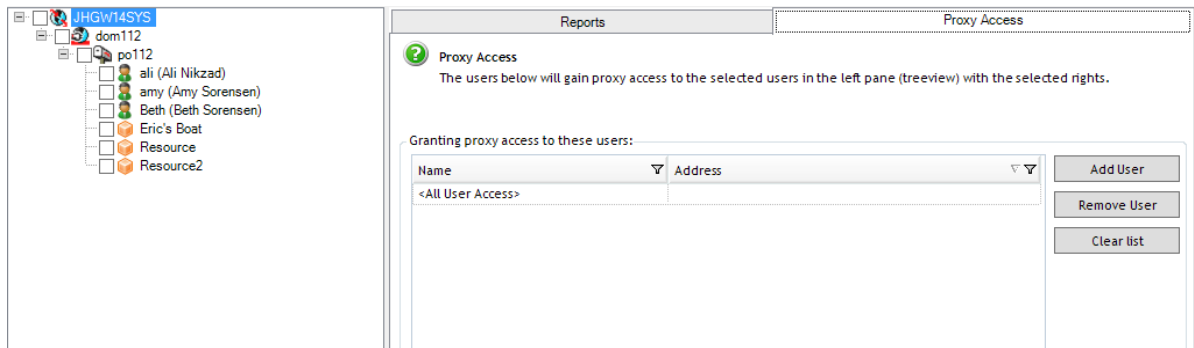 JHGW14SYS
dom112
po112
ali (Ali Nikzad)
amy (Amy Sorensen)
Beth (Beth Sorensen)
Eric's Boat
Resource
Resource2
Reports
Proxy Access
Proxy Access
The users below will gain proxy access to the selected users in the left pane (treeview) with the selected rights.
Granting proxy access to these users:
Name Address
<All User Access>
Add User
Remove User
Clear list